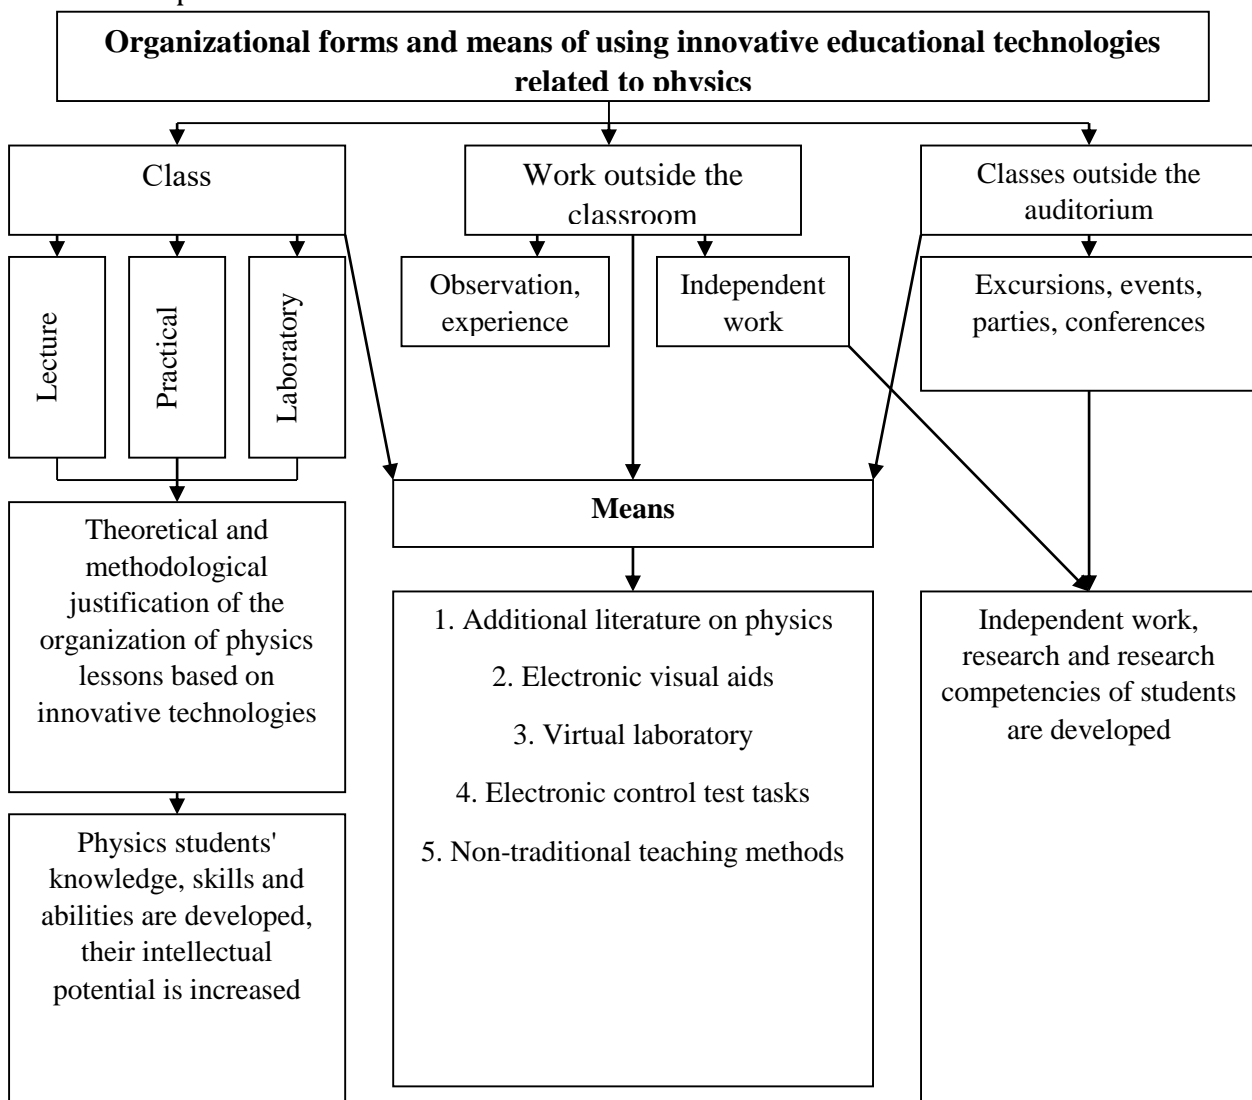 Organizational forms and means of using innovative educational technologies
related to physics
Class
Work outside the
classroom
Classes outside the
auditorium
Lecture
Practical
Laboratory
Observation,
experience
Independent
work
Excursions, events,
parties, conferences
Means
Theoretical and
methodological
justification of the
organization of physics
lessons based on
innovative technologies
1. Additional literature on physics
2. Electronic visual aids
3. Virtual laboratory
4. Electronic control test tasks
5. Non-traditional teaching methods
Independent work,
research and research
competencies of students
are developed
Physics students'
knowledge, skills and
abilities are developed,
their intellectual
potential is increased